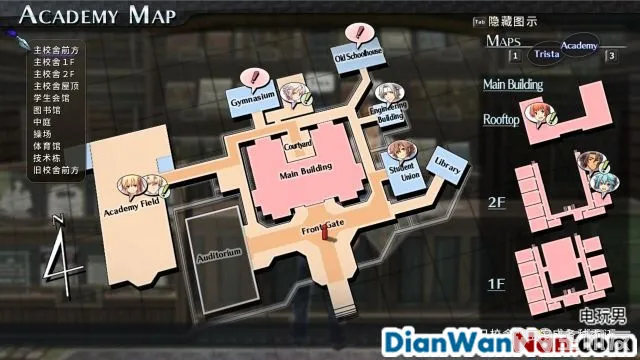 ACADEMY MAP
主校舍前方
主校舍１F
主校舍２F
主校舍屋顶
学生会馆
图书馆
中庭
操场
体育馆
技术栋
旧校舍前方
N
Old Schoolhouse
Gymnasium
Engineering
Building
Courtyard
Main Building
Student
Union
Library
Academy Field
Front Gate
Auditorium
Tab 隐藏图示
MAPS
1
Trista
Academy
3
Main Building
Rooftop
2F
1F
电玩男
DianWanNan.com